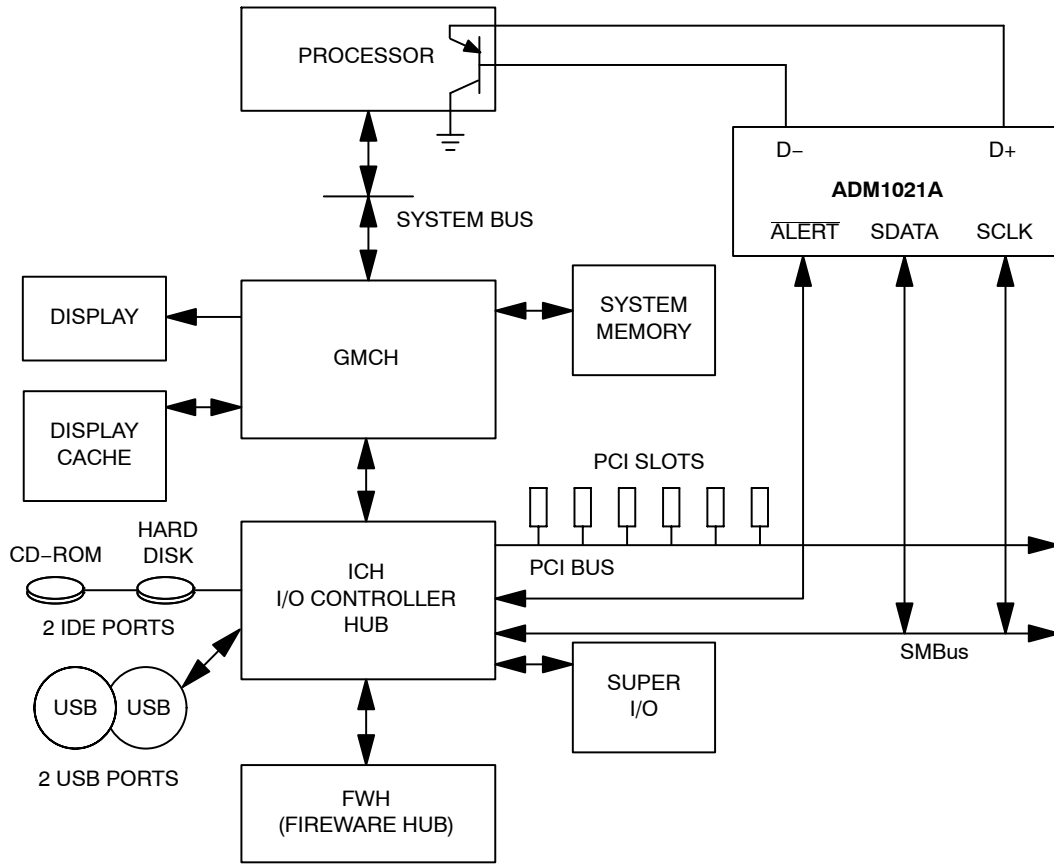 PROCESSOR
D−
D+
ADM1021A
ALERT
SDATA
SCLK
SYSTEM BUS
DISPLAY
GMCH
SYSTEM
MEMORY
DISPLAY
CACHE
PCI SLOTS
CD−ROM
HARD
DISK
ICH
I/O CONTROLLER
HUB
PCI BUS
2 IDE PORTS
SMBus
USB
USB
SUPER
I/O
2 USB PORTS
FWH
(FIREWARE HUB)